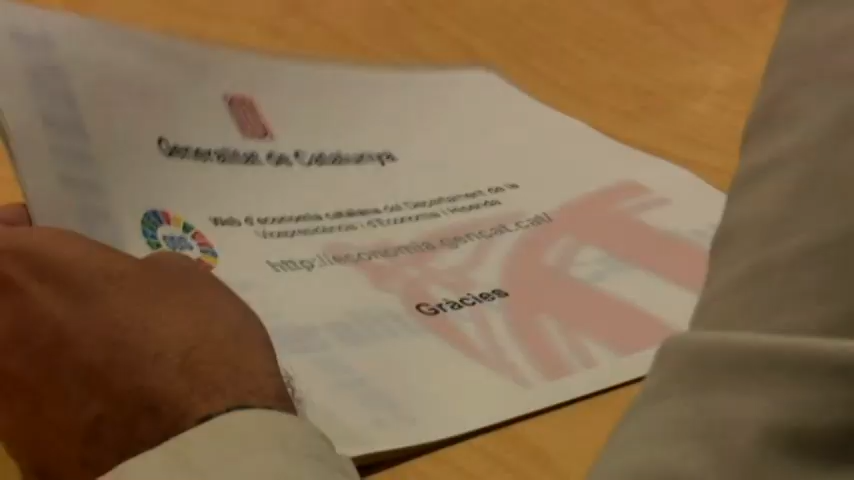 Generalitat de Catalunya
Web d'economia catalana del Departament de la
Vicepresidència i d'Economia i Hisenda
http://economia.gencat.cat/
Gràcies